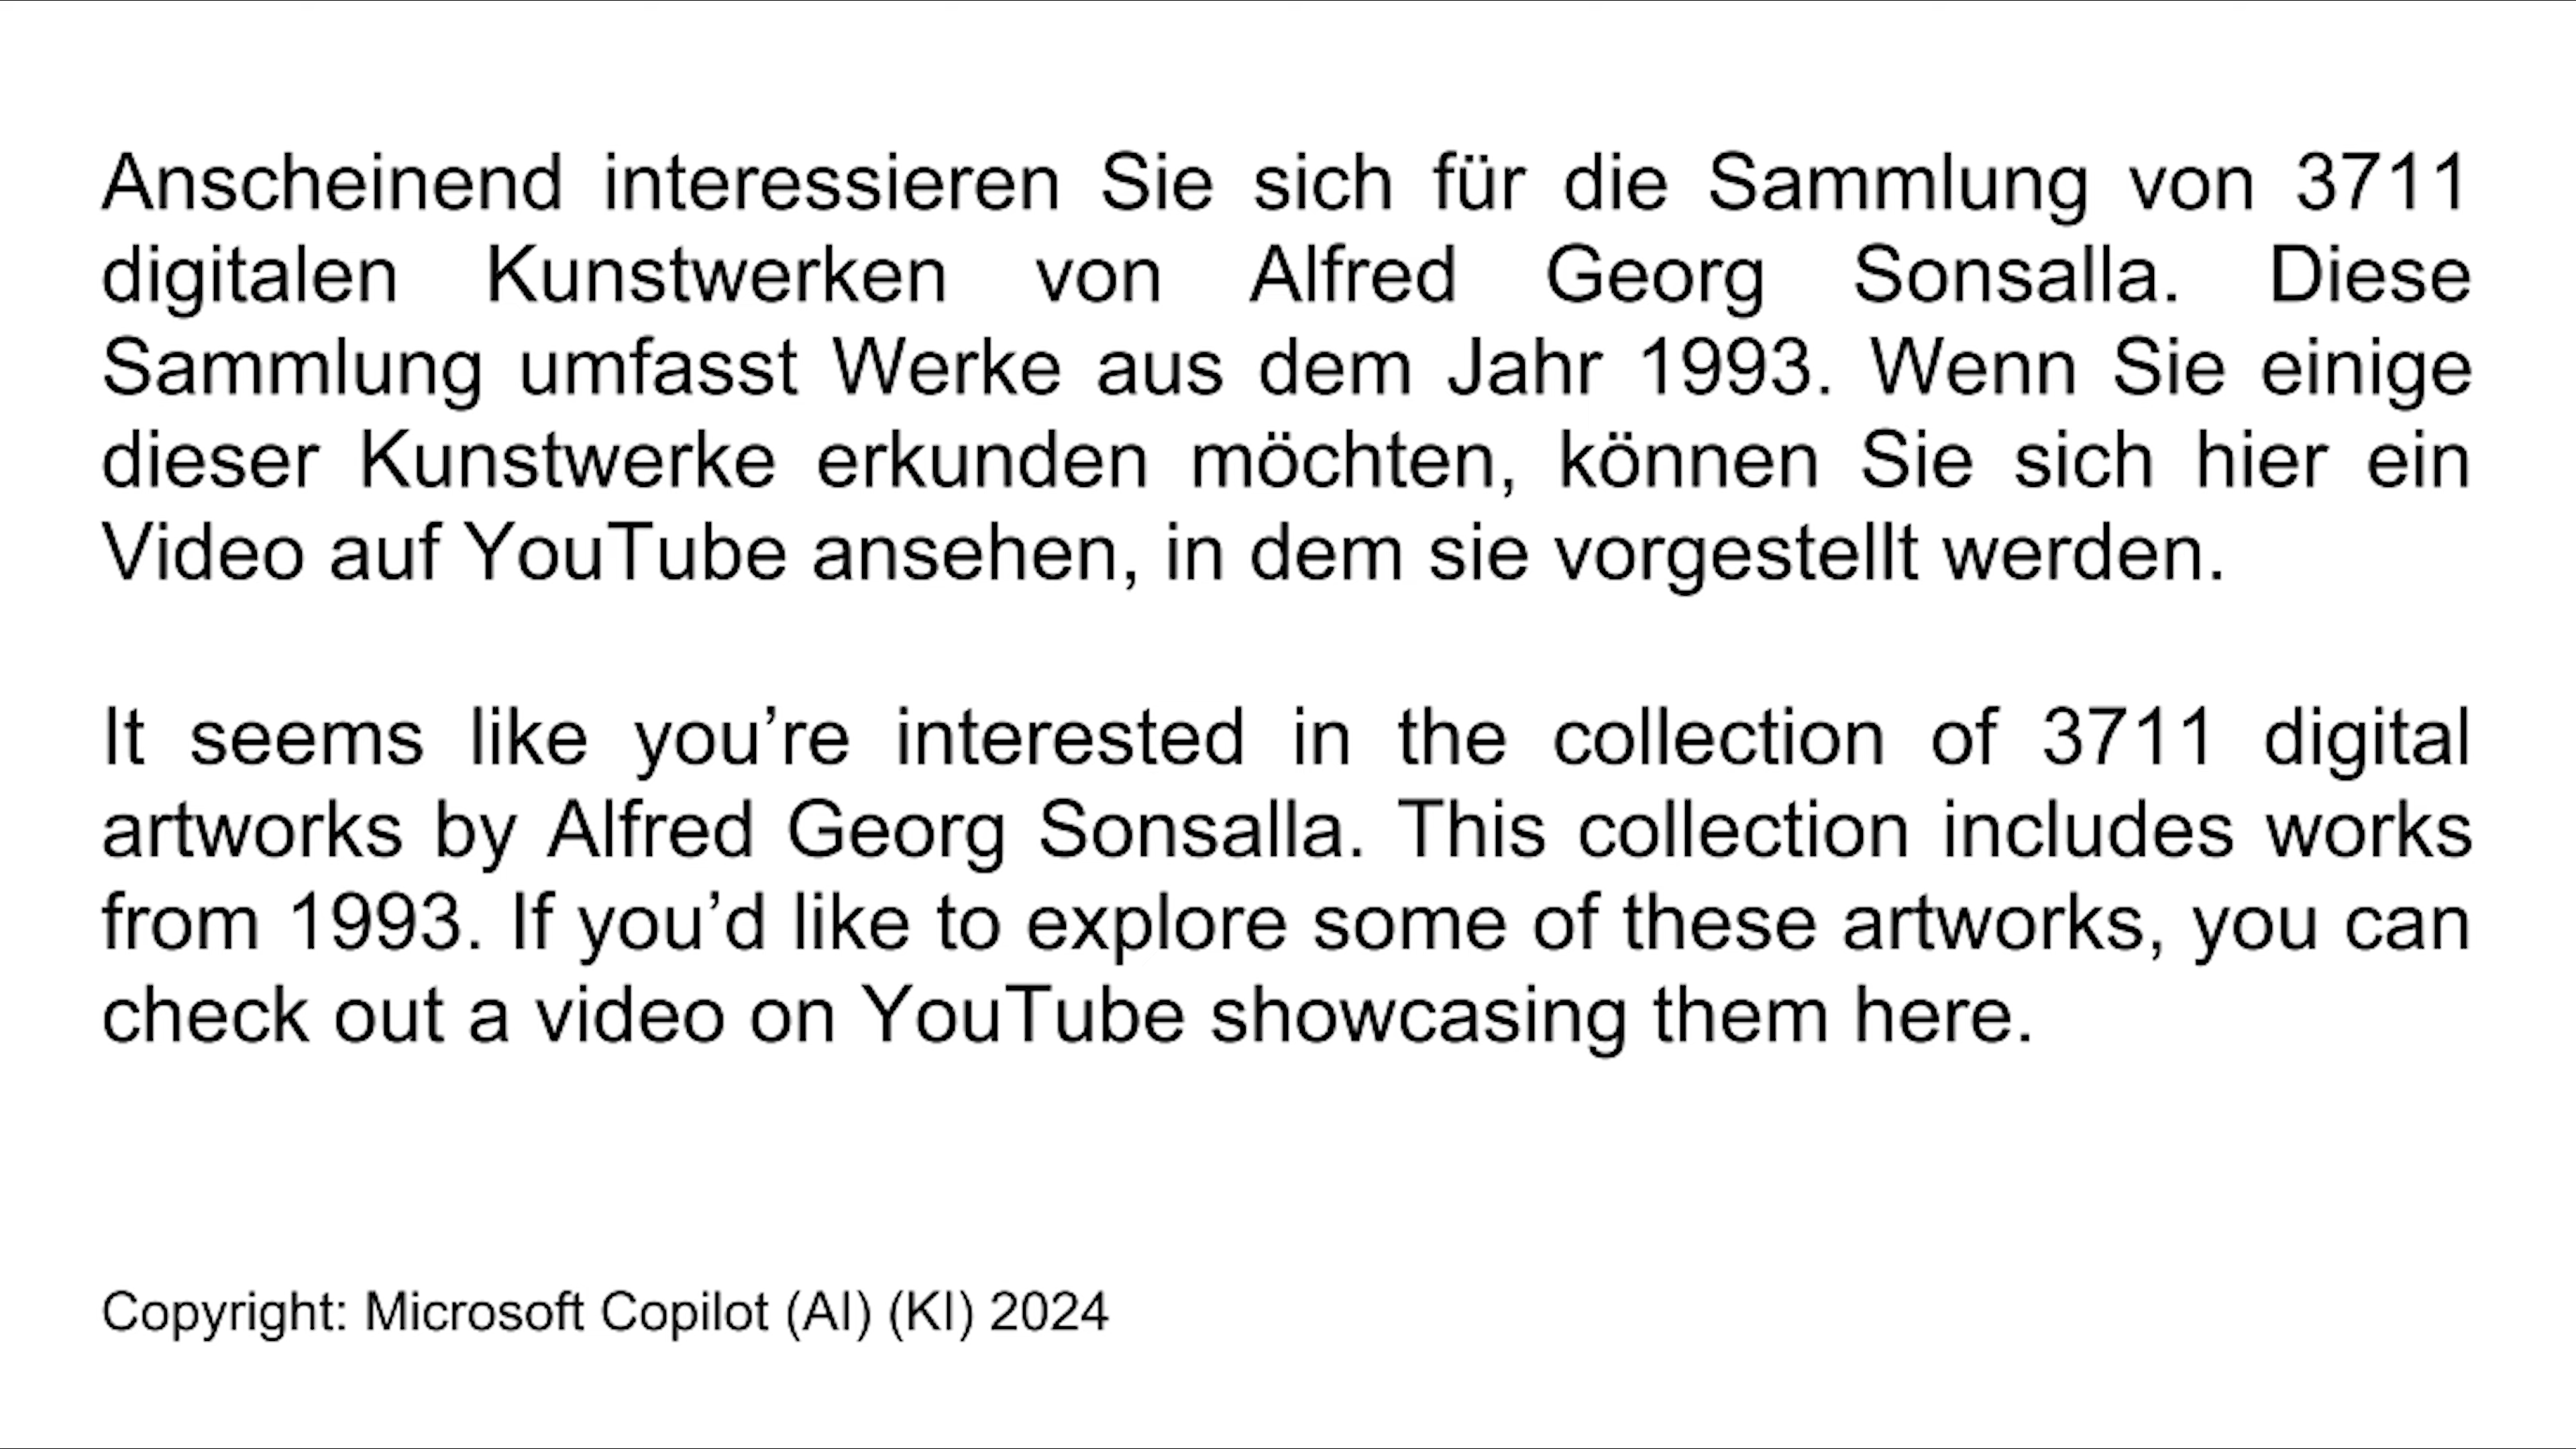 Anscheinend interessieren Sie sich für die Sammlung von 3711
digitalen Kunstwerken von Alfred Georg Sonsalla. Diese
Sammlung umfasst Werke aus dem Jahr 1993. Wenn Sie einige
dieser Kunstwerke erkunden möchten, können Sie sich hier ein
Video auf YouTube ansehen, in dem sie vorgestellt werden.
It seems like you’re interested in the collection of 3711 digital
artworks by Alfred Georg Sonsalla. This collection includes works
from 1993. If you’d like to explore some of these artworks, you can
check out a video on YouTube showcasing them here.
Copyright: Microsoft Copilot (AI) (KI) 2024